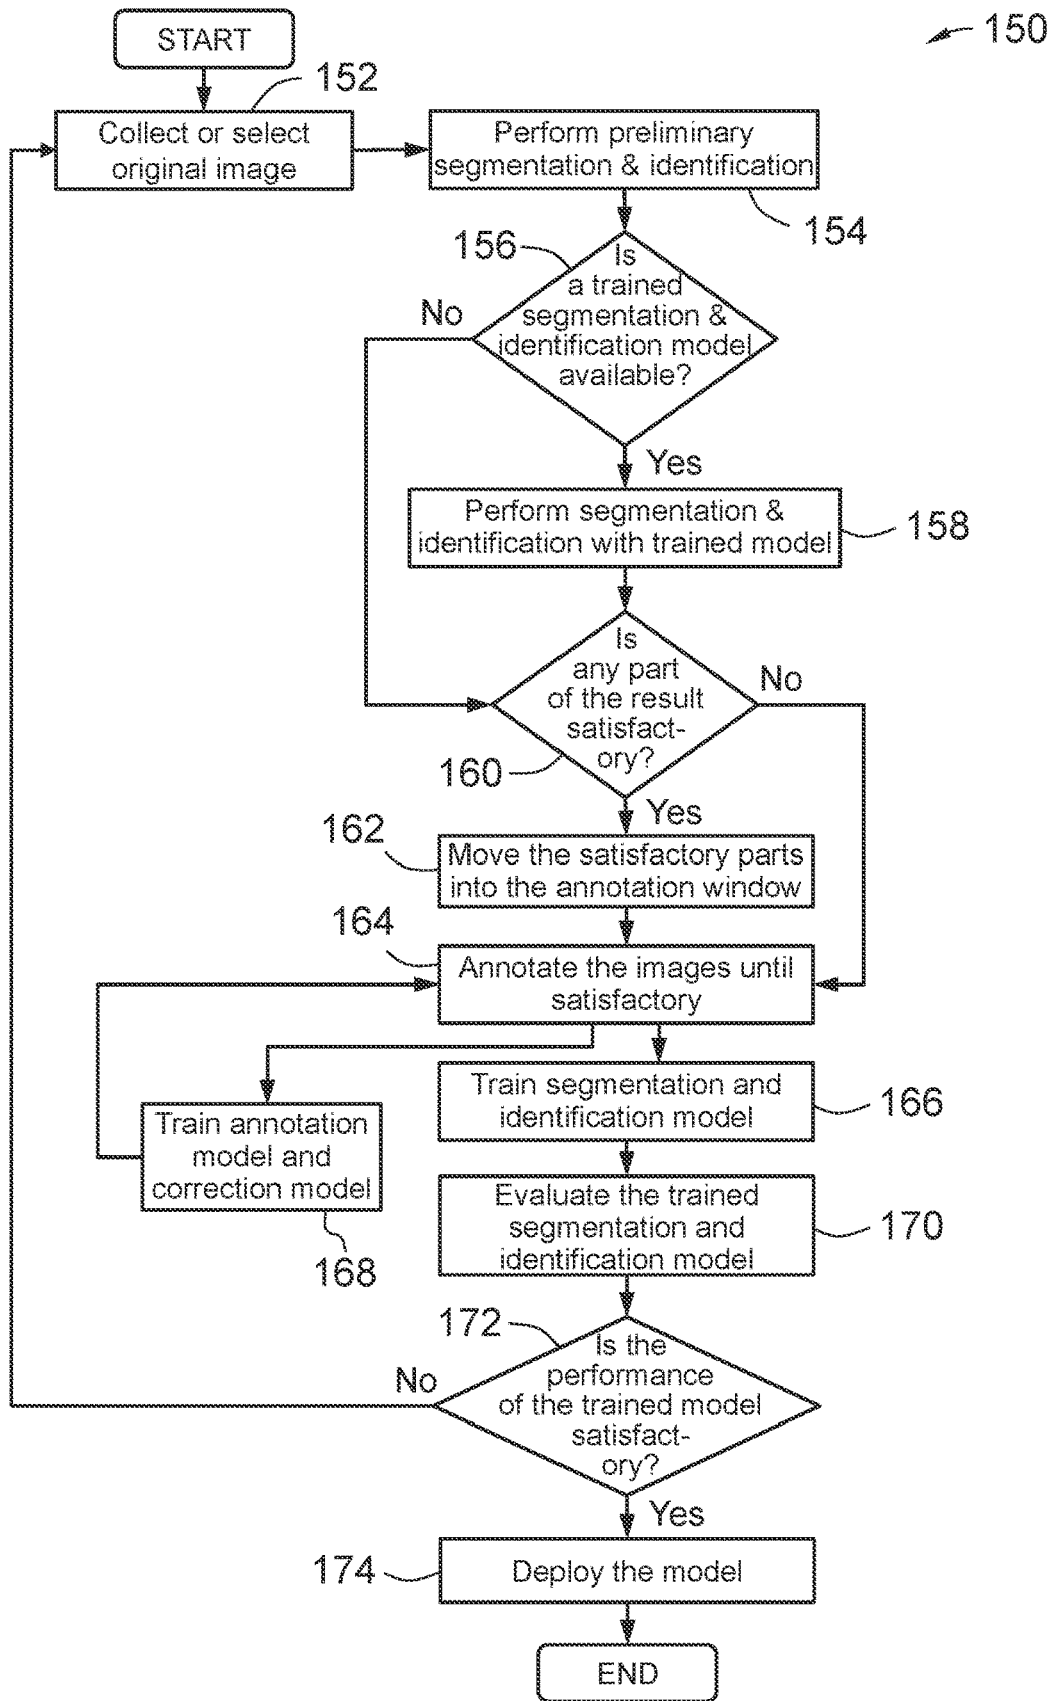 150
START
152
Collect or select
original image
Perform preliminary
segmentation & identification
154
156
Is
a trained
segmentation &
identification model
available?
No
Yes
Perform segmentation &
identification with trained model
158
Is
any part
of the result
satisfact-
ory?
No
160
Yes
162
Move the satisfactory parts
into the annotation window
164
Annotate the images until
satisfactory
Train segmentation and
identification model
166
Train annotation
model and
correction model
168
Evaluate the trained
segmentation and
identification model
170
172
Is the
performance
of the trained model
satisfact-
ory?
No
Yes
174
Deploy the model
END